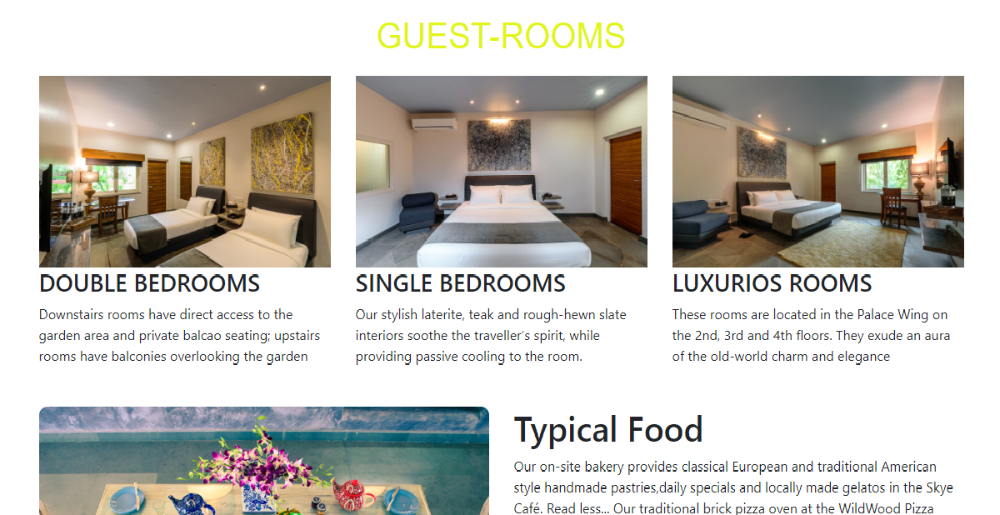 GUEST-ROOMS
DOUBLE BEDROOMS
Downstairs rooms have direct access to the
garden area and private balcao seating; upstairs
rooms have balconies overlooking the garden
SINGLE BEDROOMS
Our stylish laterite, teak and rough-hewn slate
interiors soothe the traveller's spirit, while
providing passive cooling to the room.
LUXURIOS ROOMS
These rooms are located in the Palace Wing on
the 2nd, 3rd and 4th floors. They exude an aura
of the old-world charm and elegance
Typical Food
Our on-site bakery provides classical European and traditional American
style handmade pastries,daily specials and locally made gelatos in the Skye
Café. Read less... Our traditional brick pizza oven at the WildWood Pizza